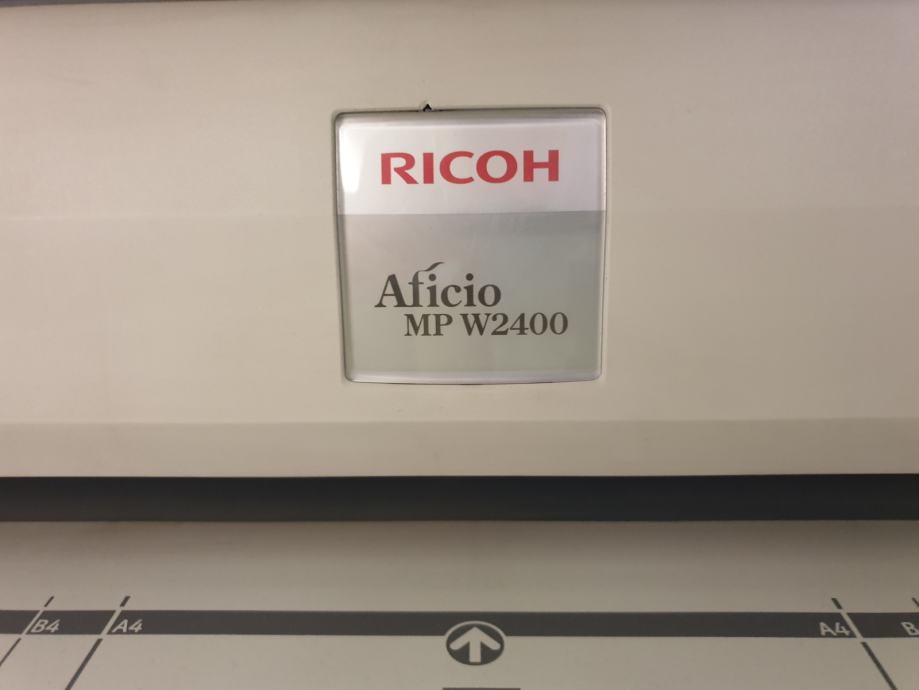 RICOH
Aficio
MP W2400
B4 A4 A4